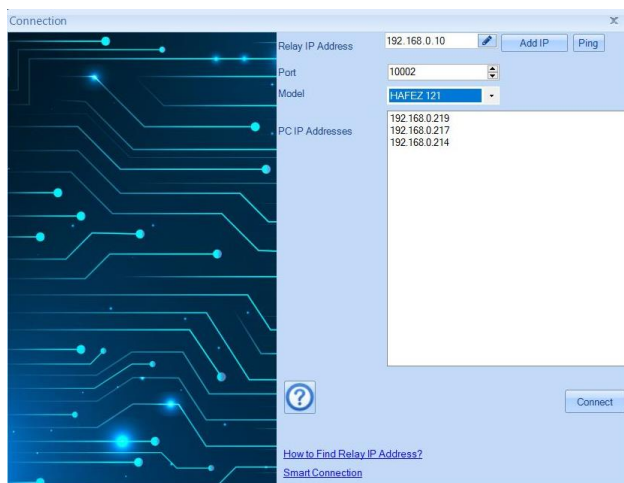 Connection
Relay IP Address 192.168.0.10 Add IP Ping
Port 10002
Model HAFEZ 121
PC IP Addresses
192.168.0.219
192.168.0.217
192.168.0.214
?
Connect
How to Find Relay IP Address?
Smart Connection